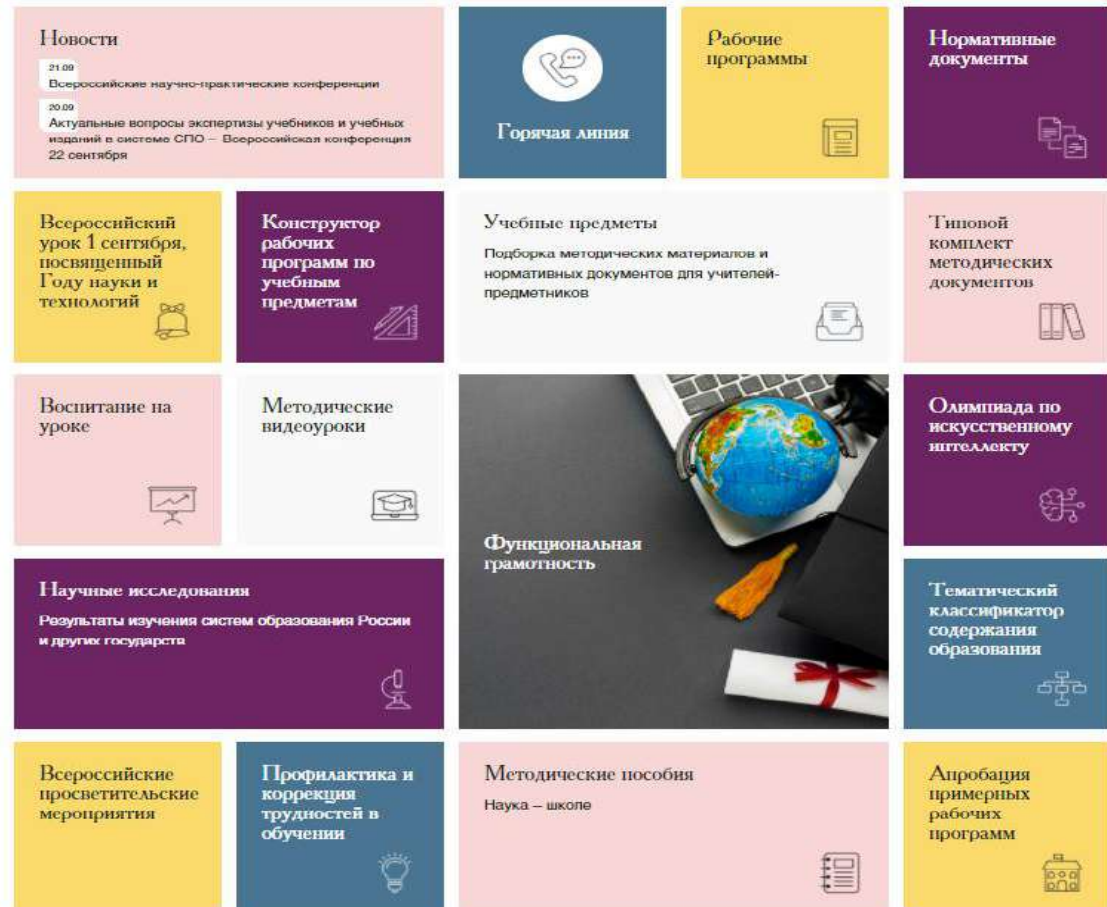 Новости
21.09
Всероссийские научно-практические конференции
20.09
Актуальные вопросы экспертизы учебников и учебных
изданий в системе СПО – Всероссийская конференция
22 сентября
Горячая линия
Рабочие
программы
Нормативные
документы
Всероссийский
урок 1 сентября,
посвященный
Году науки и
технологий
Конструктор
рабочих
программ по
учебным
предметам
Учебные предметы
Подборка методических материалов и
нормативных документов для учителей-
предметников
Типовой
комплект
методических
документов
Воспитание на
уроке
Методические
видеоуроки
Функциональная
грамотность
Олимпиада по
искусственному
интеллекту
Научные исследования
Результаты изучения систем образования России
и других государств
Тематический
классификатор
содержания
образования
Всероссийские
просветительские
мероприятия
Профилактика и
коррекция
трудностей в
обучении
Методические пособия
Наука – школе
Апробация
примерных
рабочих
программ